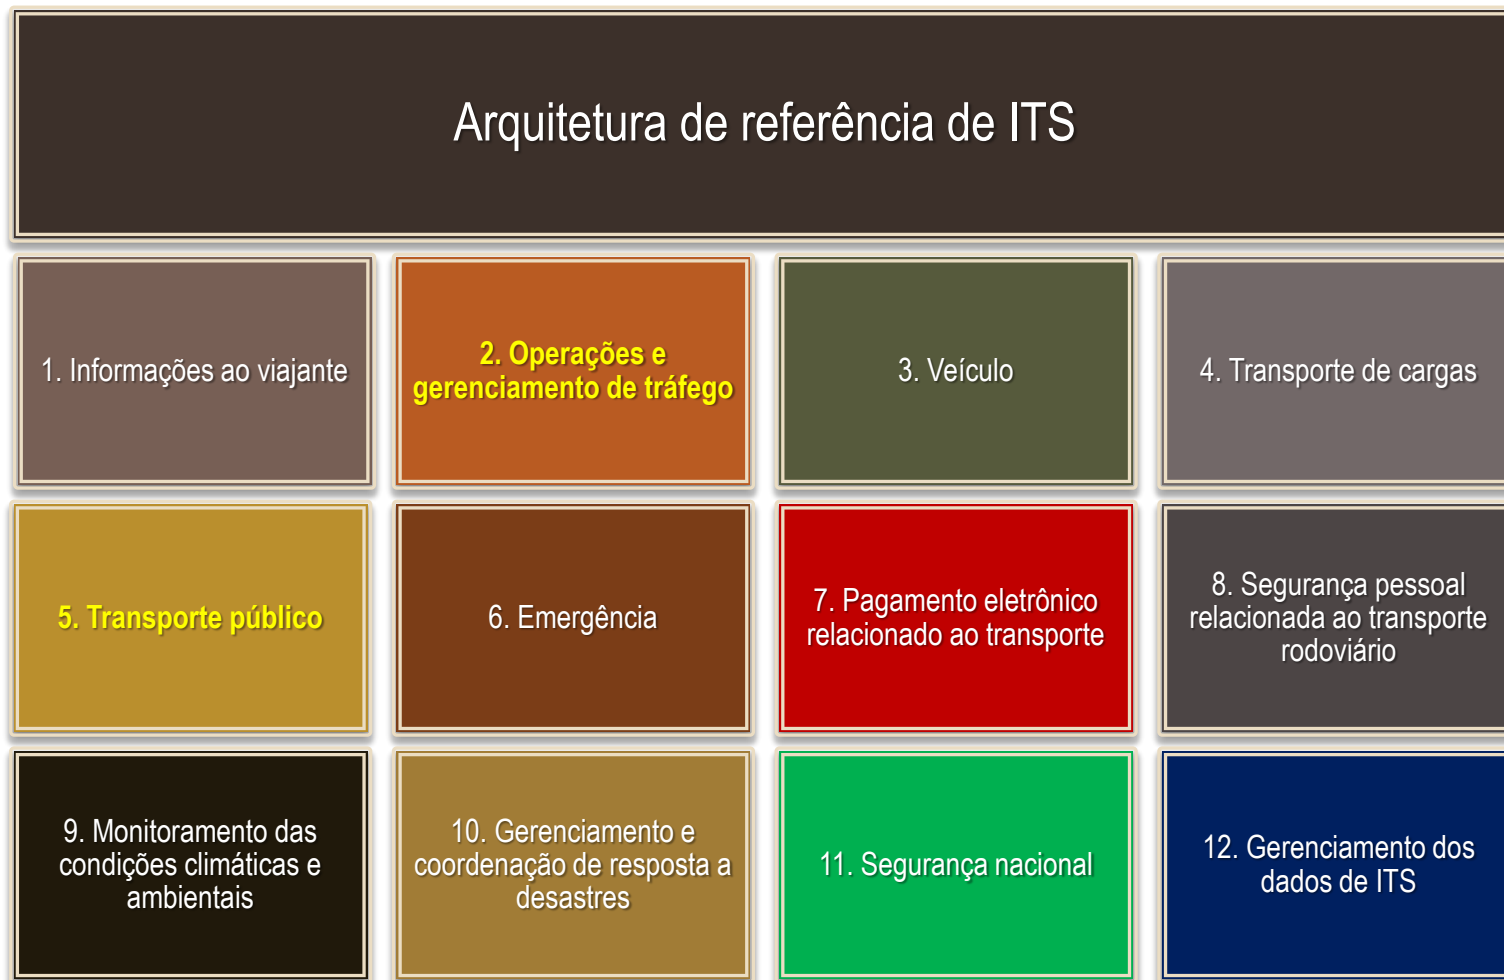 Arquitetura de referência de ITS
1. Informações ao viajante
2. Operações e
gerenciamento de tráfego
3. Veículo
4. Transporte de cargas
5. Transporte público
6. Emergência
7. Pagamento eletrônico
relacionado ao transporte
8. Segurança pessoal
relacionada ao transporte
rodoviário
9. Monitoramento das
condições climáticas e
ambientais
10. Gerenciamento e
coordenação de resposta a
desastres
11. Segurança nacional
12. Gerenciamento dos
dados de ITS